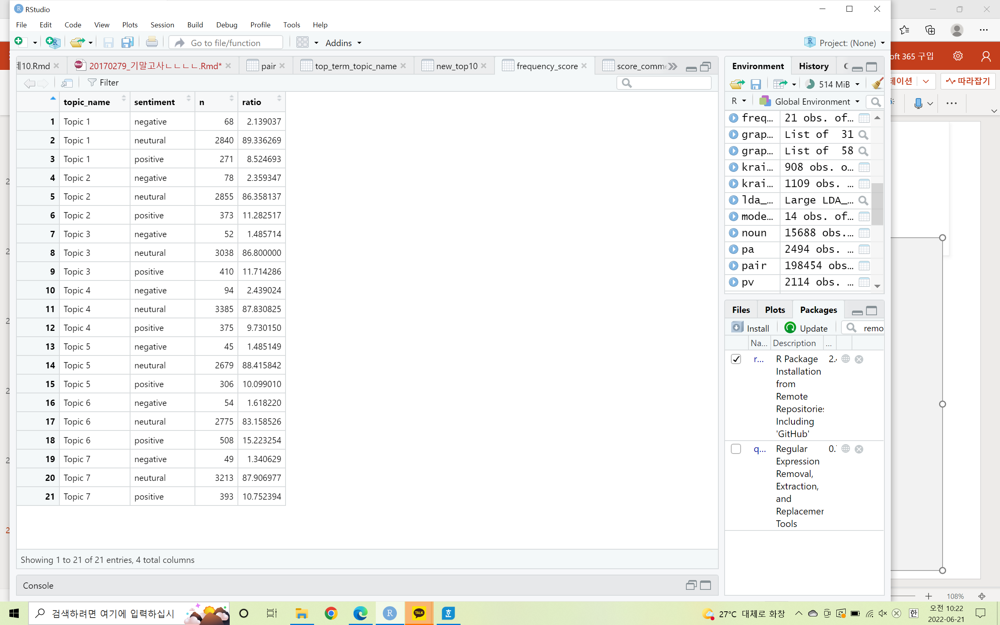 RStudio
File Edit Code View Plots Session Build Debug Profile Tools Help
Go to file/function Addins Project: (None)
제10.Rmd 20170279_기말고사ㄴㄴㄴㄴ.Rmd* pair top_term_topic_name new_top10 frequency_score score_comme
Filter
topic_name sentiment n ratio
1 Topic 1 negative 68 2.139037
2 Topic 1 neutural 2840 89.336269
3 Topic 1 positive 271 8.524693
4 Topic 2 negative 78 2.359347
5 Topic 2 neutural 2855 86.358137
6 Topic 2 positive 373 11.282517
7 Topic 3 negative 52 1.485714
8 Topic 3 neutural 3038 86.800000
9 Topic 3 positive 410 11.714286
10 Topic 4 negative 94 2.439024
11 Topic 4 neutural 3385 87.830825
12 Topic 4 positive 375 9.730150
13 Topic 5 negative 45 1.485149
14 Topic 5 neutural 2679 88.415842
15 Topic 5 positive 306 10.099010
16 Topic 6 negative 54 1.618220
17 Topic 6 neutural 2775 83.158526
18 Topic 6 positive 508 15.223254
19 Topic 7 negative 49 1.340629
20 Topic 7 neutural 3213 87.906977
21 Topic 7 positive 393 10.752394
Showing 1 to 21 of 21 entries, 4 total columns
Console
Environment History
514 MiB
R Global Environment
freq... 21 obs. of...
grap... List of 31
grap... List of 58
krai... 908 obs. o...
krai... 1109 obs. ...
lda_... Large LDA_...
mode... 14 obs. of...
noun 15688 obs....
pa 2494 obs. ...
pair 198454 obs...
pv 2114 obs. ...
Files Plots Packages
Install Update remo
Na... Description ...
r... R Package 2.
Installation
from
Remote
Repositories
Including
'GitHub'
q... Regular 0.
Expression
Removal,
Extraction,
and
Replacemen
Tools
oft 365 구입
테이션 따라잡기
108%
검색하려면 여기에 입력하십시
TALK
훈
27°C 대체로 화창
한
오전 10:22
2022-06-21